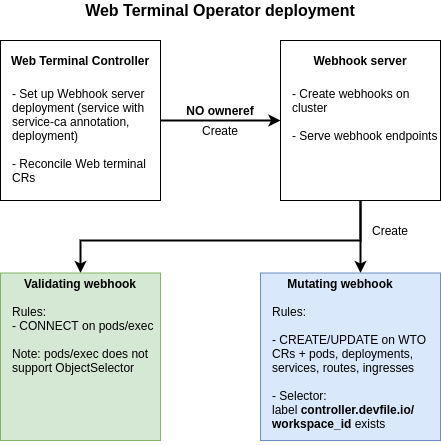 Web Terminal Operator deployment
Web Terminal Controller
- Set up Webhook server
deployment (service with
service-ca annotation,
deployment)
- Reconcile Web terminal
CRs
NO owneref
Create
Webhook server
- Create webhooks on
cluster
- Serve webhook endpoints
Create
Validating webhook
Rules:
- CONNECT on pods/exec
Note: pods/exec does not
support ObjectSelector
Mutating webhook
Rules:
- CREATE/UPDATE on WTO
CRs + pods, deployments,
services, routes, ingresses
- Selector:
label controller.devfile.io/
workspace_id exists